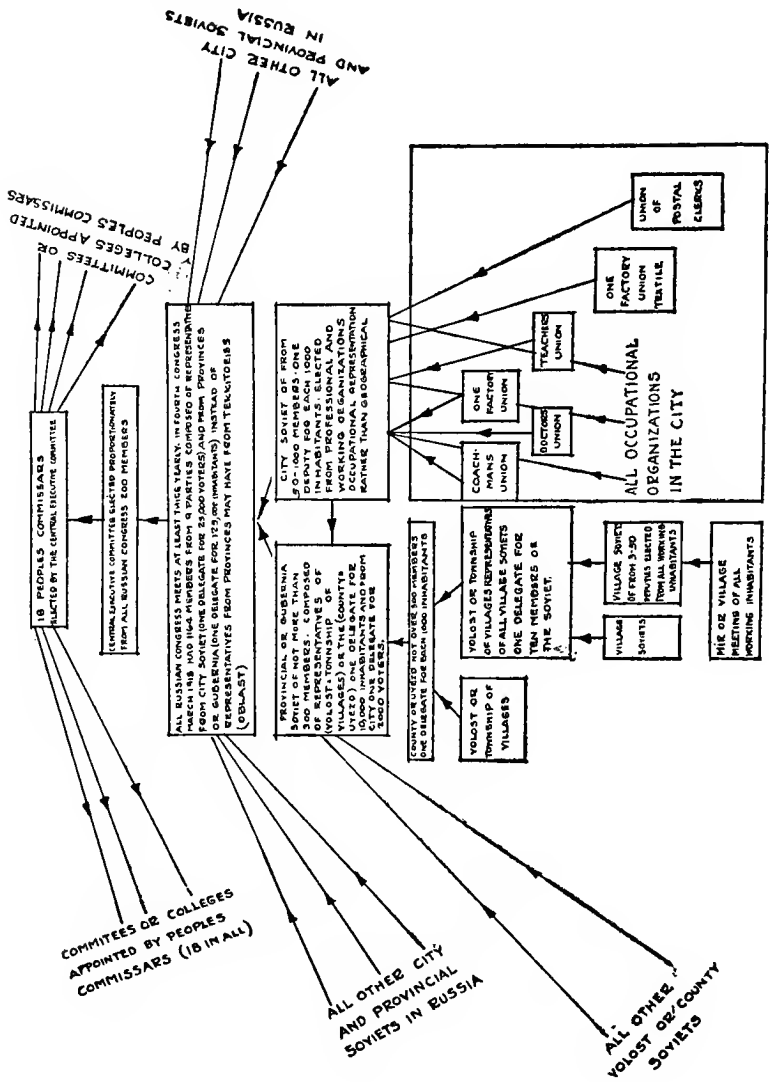 ALL OTHER CITY
AND PROVINCIAL SOVIETS
IN RUSSIA
COMMITTEES OR
COLLEGES APPOINTED
BY PEOPLES COMMISSARS
18 PEOPLES COMMISSARS
ELECTED BY THE CENTRAL EXECUTIVE COMMITTEE
CENTRAL EXECUTIVE COMMITTEE ELECTED PROPORTIONATELY
FROM ALL RUSSIAN CONGRESS 200 MEMBERS
ALL RUSSIAN CONGRESS MEETS AT LEAST TWICE YEARLY. IN FOURTH CONGRESS
MARCH 1918 HAD 1164 MEMBERS FROM 9 PARTIES COMPOSED OF REPRESENTATIVE
FROM CITY SOVIET (ONE DELEGATE FOR 25,000 VOTERS) AND FROM PROVINCES
OR GUBERNIA (ONE DELEGATE FOR 125,000 INHABITANTS) INSTEAD OF
REPRESENTATIVES FROM PROVINCES MAY HAVE FROM TERRITORIES
(OBLAST)
CITY SOVIET OF FROM
50-1000 MEMBERS. ONE
DEPUTY FOR EACH 1000
INHABITANTS. ELECTED
FROM PROFESSIONAL AND
WORKING ORGANIZATIONS
OCCUPATIONAL REPRESENTATION
RATHER THAN GEOGRAPHICAL
PROVINCIAL OR GUBERNIA
SOVIET OF NOT MORE THAN
300 MEMBERS. COMPOSED
OF REPRESENTATIVES OF
(VOLOST = TOWNSHIP OF
VILLAGES) OR THE (COUNTY =
UYEZD) ONE DELEGATE FOR
10,000 INHABITANTS AND FROM
CITY ONE DELEGATE FOR
2000 VOTERS.
UNION
OF
POSTAL
CLERKS
ONE
FACTORY
UNION
TEXTILE
TEACHERS
UNION
ONE
FACTORY
UNION
DOCTORS
UNION
COACH-
MANS
UNION
ALL OCCUPATIONAL
ORGANIZATIONS
IN THE CITY
COUNTY OR UYEZD NOT OVER 300 MEMBERS
ONE DELEGATE FOR EACH 1000 INHABITANTS
VOLOST OR TOWNSHIP
OF VILLAGES REPRESENTATIVES
OF ALL VILLAGE SOVIETS
ONE DELEGATE FOR
TEN MEMBERS OF
THE SOVIET.
VOLOST OR
TOWNSHIP OF
VILLAGES
VILLAGE SOVIET
OF FROM 3-50
DEPUTIES ELECTED
FROM ALL WORKING
INHABITANTS
VILLAGE
SOVIETS
MIR OR VILLAGE
MEETING OF ALL
WORKING INHABITANTS
COMMITEES OR COLLEGES
APPOINTED BY PEOPLES
COMMISSARS (18 IN ALL)
ALL OTHER CITY
AND PROVINCIAL
SOVIETS IN RUSSIA
ALL OTHER
VOLOST OR COUNTY
SOVIETS